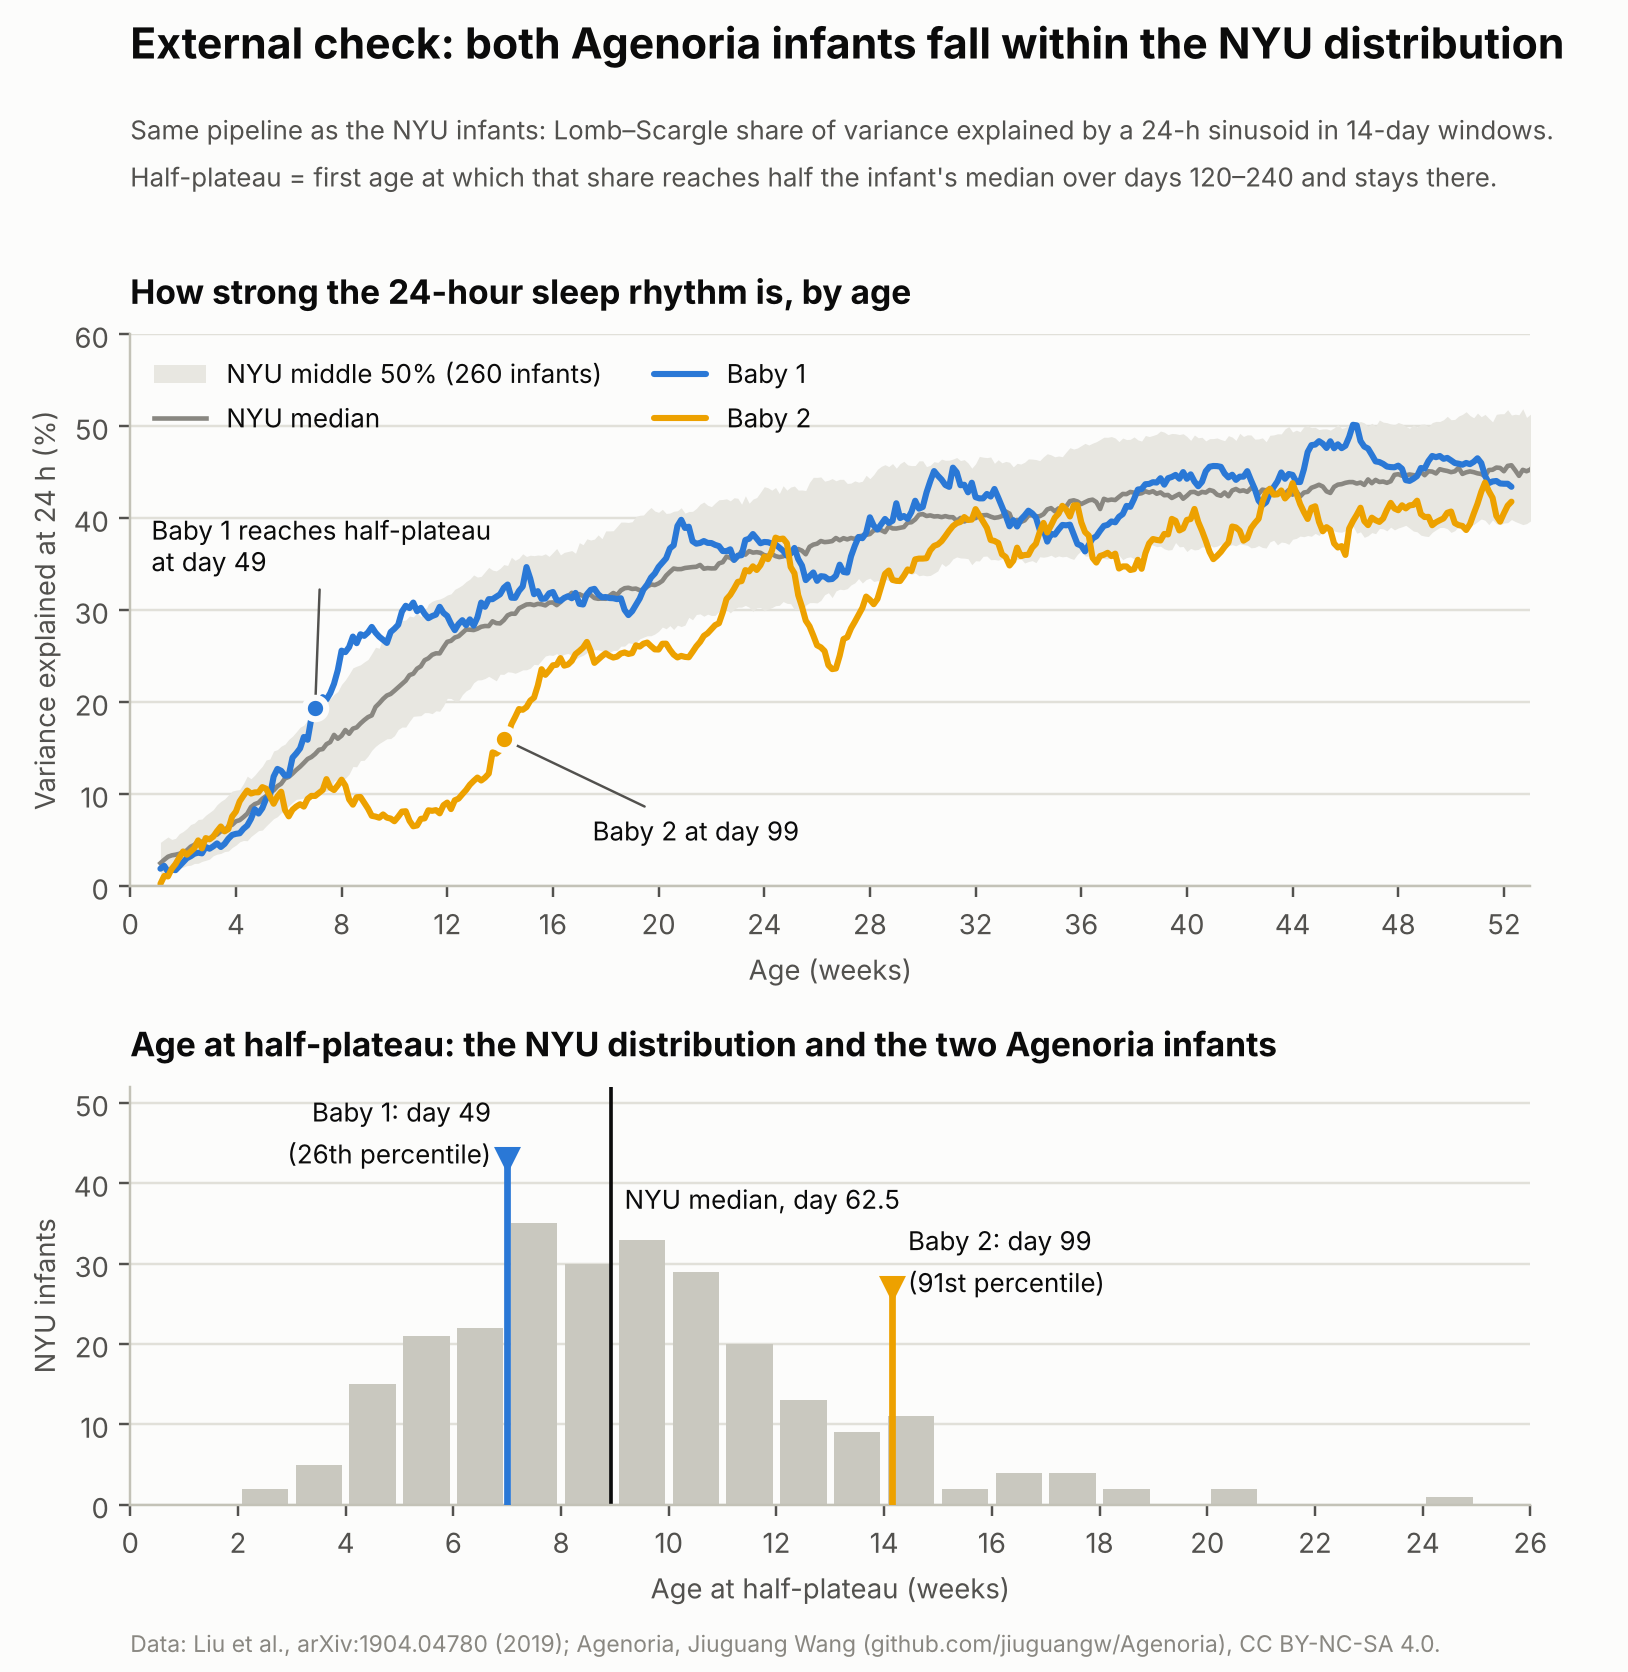 External check: both Agenoria infants fall within the NYU distribution
Same pipeline as the NYU infants: Lomb–Scargle share of variance explained by a 24-h sinusoid in 14-day windows.
Half-plateau = first age at which that share reaches half the infant's median over days 120–240 and stays there.
How strong the 24-hour sleep rhythm is, by age
60
50
40
30
20
10
0
Variance explained at 24 h (%)
NYU middle 50% (260 infants)
NYU median
Baby 1
Baby 2
Baby 1 reaches half-plateau
at day 49
Baby 2 at day 99
0 4 8 12 16 20 24 28 32 36 40 44 48 52
Age (weeks)
Age at half-plateau: the NYU distribution and the two Agenoria infants
50
40
30
20
10
0
NYU infants
Baby 1: day 49
(26th percentile)
NYU median, day 62.5
Baby 2: day 99
(91st percentile)
0 2 4 6 8 10 12 14 16 18 20 22 24 26
Age at half-plateau (weeks)
Data: Liu et al., arXiv:1904.04780 (2019); Agenoria, Jiuguang Wang (github.com/jiuguangw/Agenoria), CC BY-NC-SA 4.0.